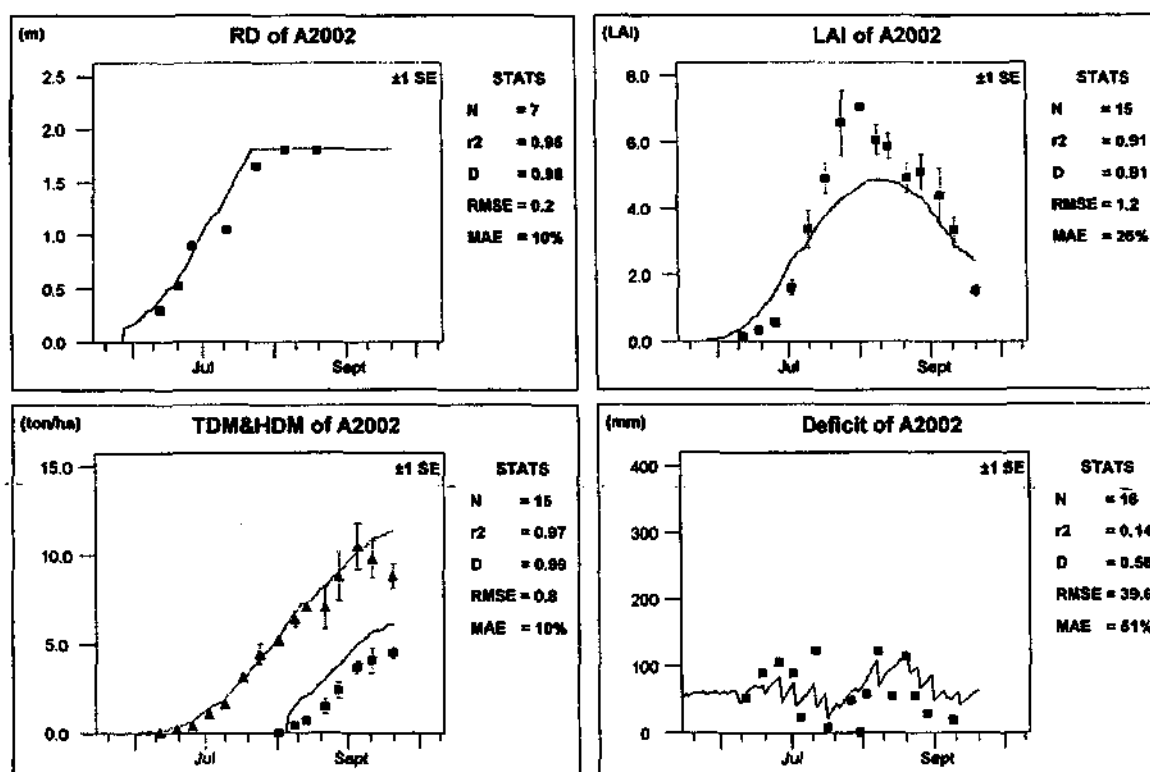 (m) RD of A2002
±1 SE STATS
2.5
2.0
1.5
1.0
0.5
0.0
Jul Sept
N = 7
r2 = 0.96
D = 0.98
RMSE = 0.2
MAE = 10%
(LAI) LAI of A2002
±1 SE STATS
8.0
6.0
4.0
2.0
0.0
Jul Sept
N = 15
r2 = 0.91
D = 0.91
RMSE = 1.2
MAE = 26%
(ton/ha) TDM&HDM of A2002
±1 SE STATS
15.0
10.0
5.0
0.0
Jul Sept
N = 15
r2 = 0.97
D = 0.99
RMSE = 0.8
MAE = 10%
(mm) Deficit of A2002
±1 SE STATS
400
300
200
100
0
Jul Sept
N = 16
r2 = 0.14
D = 0.58
RMSE = 39.6
MAE = 51%